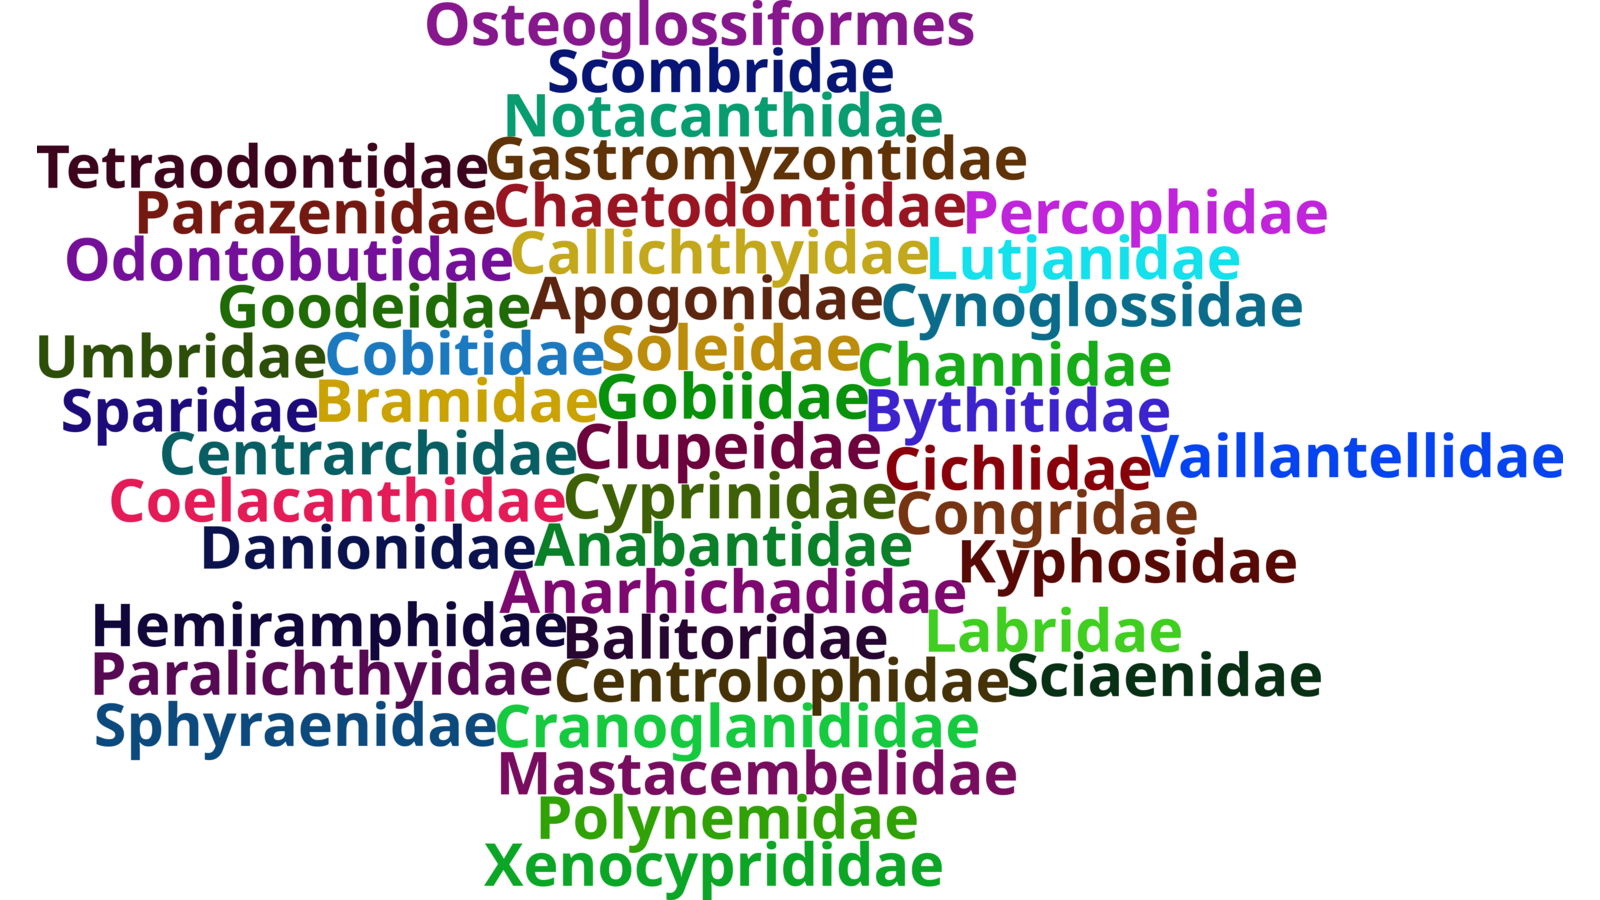 Osteoglossiformes
Scombridae
Notacanthidae
Tetraodontidae Gastromyzontidae
Parazenidae Chaetodontidae Percophidae
Odontobutidae Callichthyidae Lutjanidae
Goodeidae Apogonidae Cynoglossidae
Umbridae Cobitidae Soleidae Channidae
Sparidae Bramidae Gobiidae Bythitidae
Centrarchidae Clupeidae Cichlidae Vaillantellidae
Coelacanthidae Cyprinidae Congridae
Danionidae Anabantidae Kyphosidae
Anarhichadidae
Hemiramphidae Balitoridae Labridae
Paralichthyidae Centrolophidae Sciaenidae
Sphyraenidae Cranoglanididae
Mastacembelidae
Polynemidae
Xenocyprididae